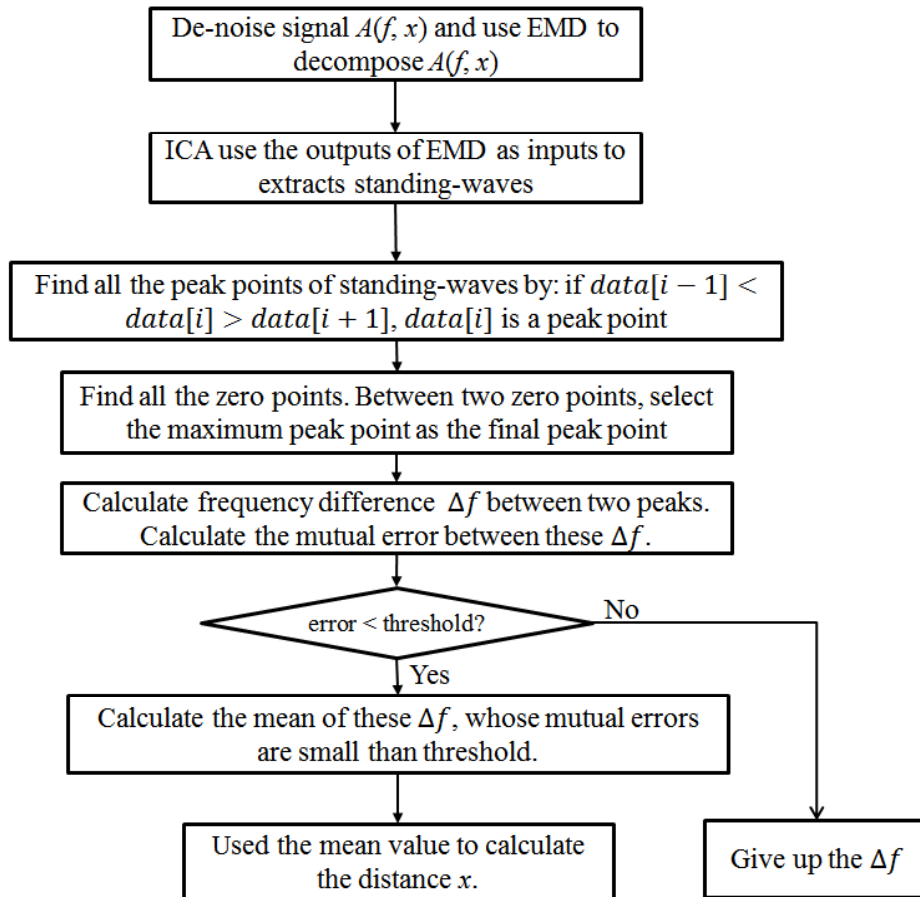 De-noise signal A(f, x) and use EMD to
decompose A(f, x)
ICA use the outputs of EMD as inputs to
extracts standing-waves
Find all the peak points of standing-waves by: if data[i − 1] <
data[i] > data[i + 1], data[i] is a peak point
Find all the zero points. Between two zero points, select
the maximum peak point as the final peak point
Calculate frequency difference Δf between two peaks.
Calculate the mutual error between these Δf.
error < threshold?
No
Yes
Calculate the mean of these Δf, whose mutual errors
are small than threshold.
Used the mean value to calculate
the distance x.
Give up the Δf